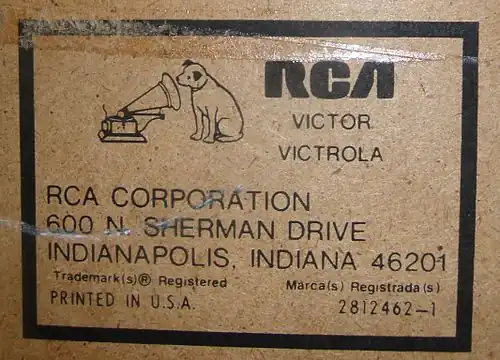 RCA
VICTOR
VICTROLA
RCA CORPORATION
600 N. SHERMAN DRIVE
INDIANAPOLIS, INDIANA 46201
Trademark(s)® Registered Marca(s) Registrada(s)
PRINTED IN U.S.A. 2812462-1